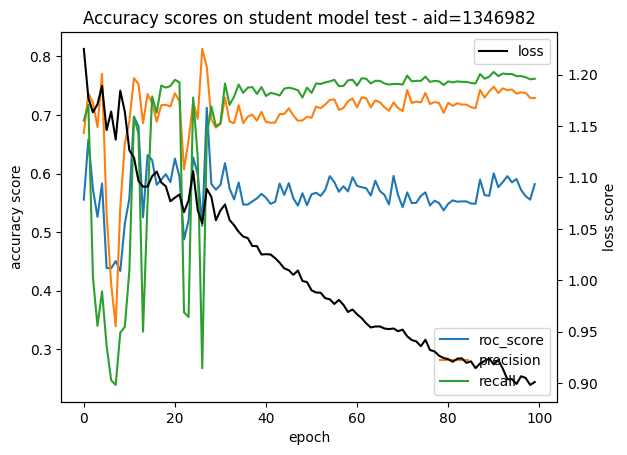 Accuracy scores on student model test - aid=1346982
loss
0.8
0.7
0.6
0.5
0.4
0.3
accuracy score
1.20
1.15
1.10
1.05
1.00
0.95
0.90
loss score
roc_score
precision
recall
0
20
40
60
80
100
epoch